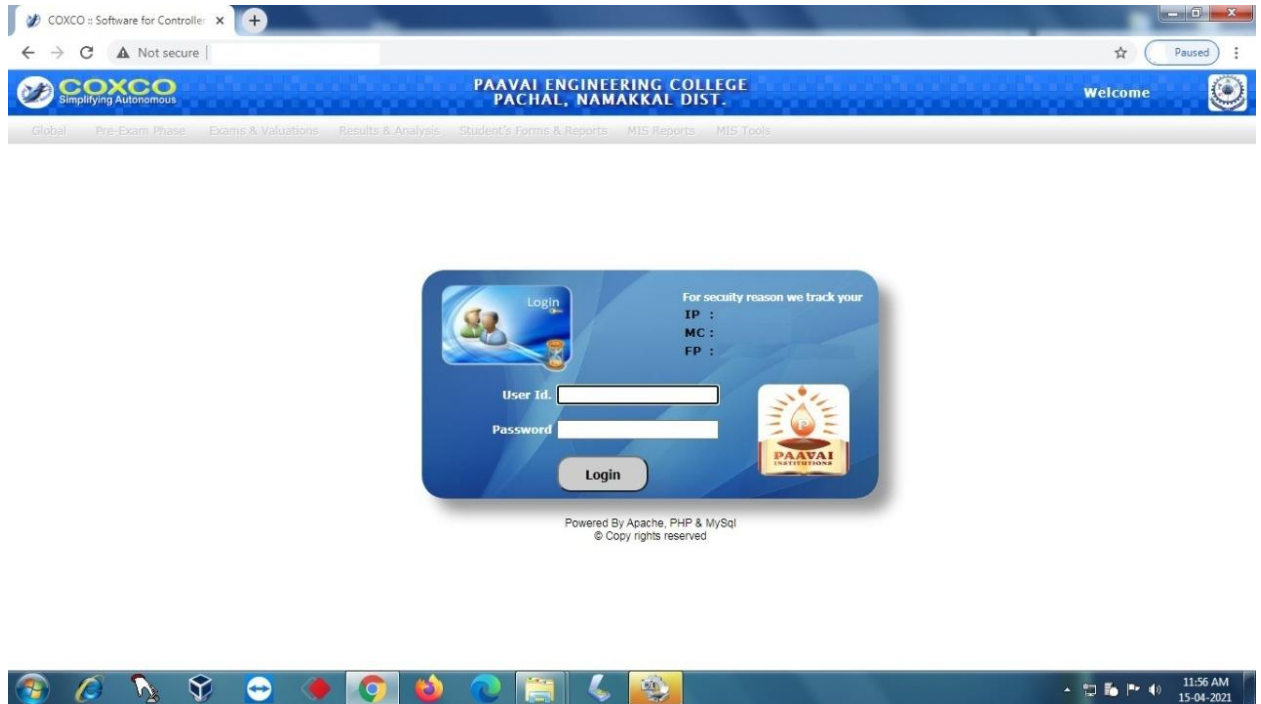 COXCO :: Software for Controller
Not secure
Paused
COXCO
Simplifying Autonomous
PAAVAI ENGINEERING COLLEGE
PACHAL, NAMAKKAL DIST.
Welcome
Global Pre-Exam Phase Exams & Valuations Results & Analysis Student's Forms & Reports MIS Reports MIS Tools
Login
For secuity reason we track your
IP :
MC :
FP :
User Id.
Password
Login
P
PAAVAI
INSTITUTIONS
Powered By Apache, PHP & MySql
© Copy rights reserved
11:56 AM
15-04-2021